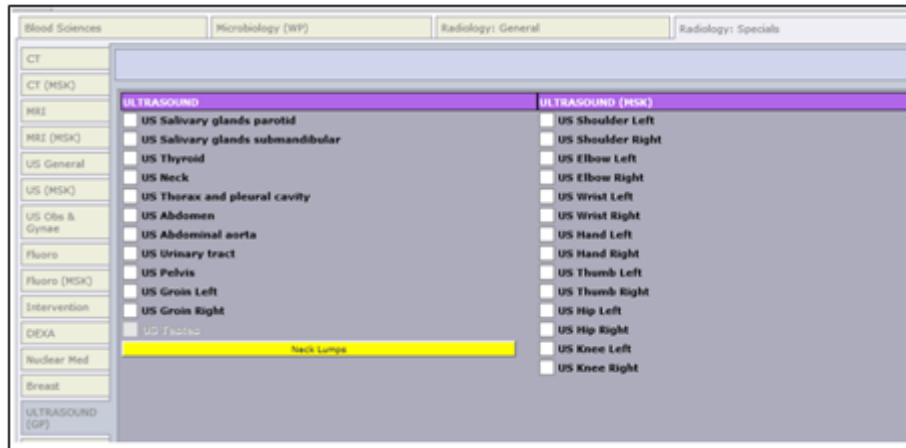 Blood Sciences
Microbiology (WP)
Radiology: General
Radiology: Specials
CT
CT (MSK)
MRI
MRI (MSK)
US General
US (MSK)
US Obs &
Gynae
Fluoro
Fluoro (MSK)
Intervention
DEXA
Nuclear Med
Breast
ULTRASOUND
(GP)
ULTRASOUND
US Salivary glands parotid
US Salivary glands submandibular
US Thyroid
US Neck
US Thorax and pleural cavity
US Abdomen
US Abdominal aorta
US Urinary tract
US Pelvis
US Groin Left
US Groin Right
US Testes
Neck Lumps
ULTRASOUND (MSK)
US Shoulder Left
US Shoulder Right
US Elbow Left
US Elbow Right
US Wrist Left
US Wrist Right
US Hand Left
US Hand Right
US Thumb Left
US Thumb Right
US Hip Left
US Hip Right
US Knee Left
US Knee Right